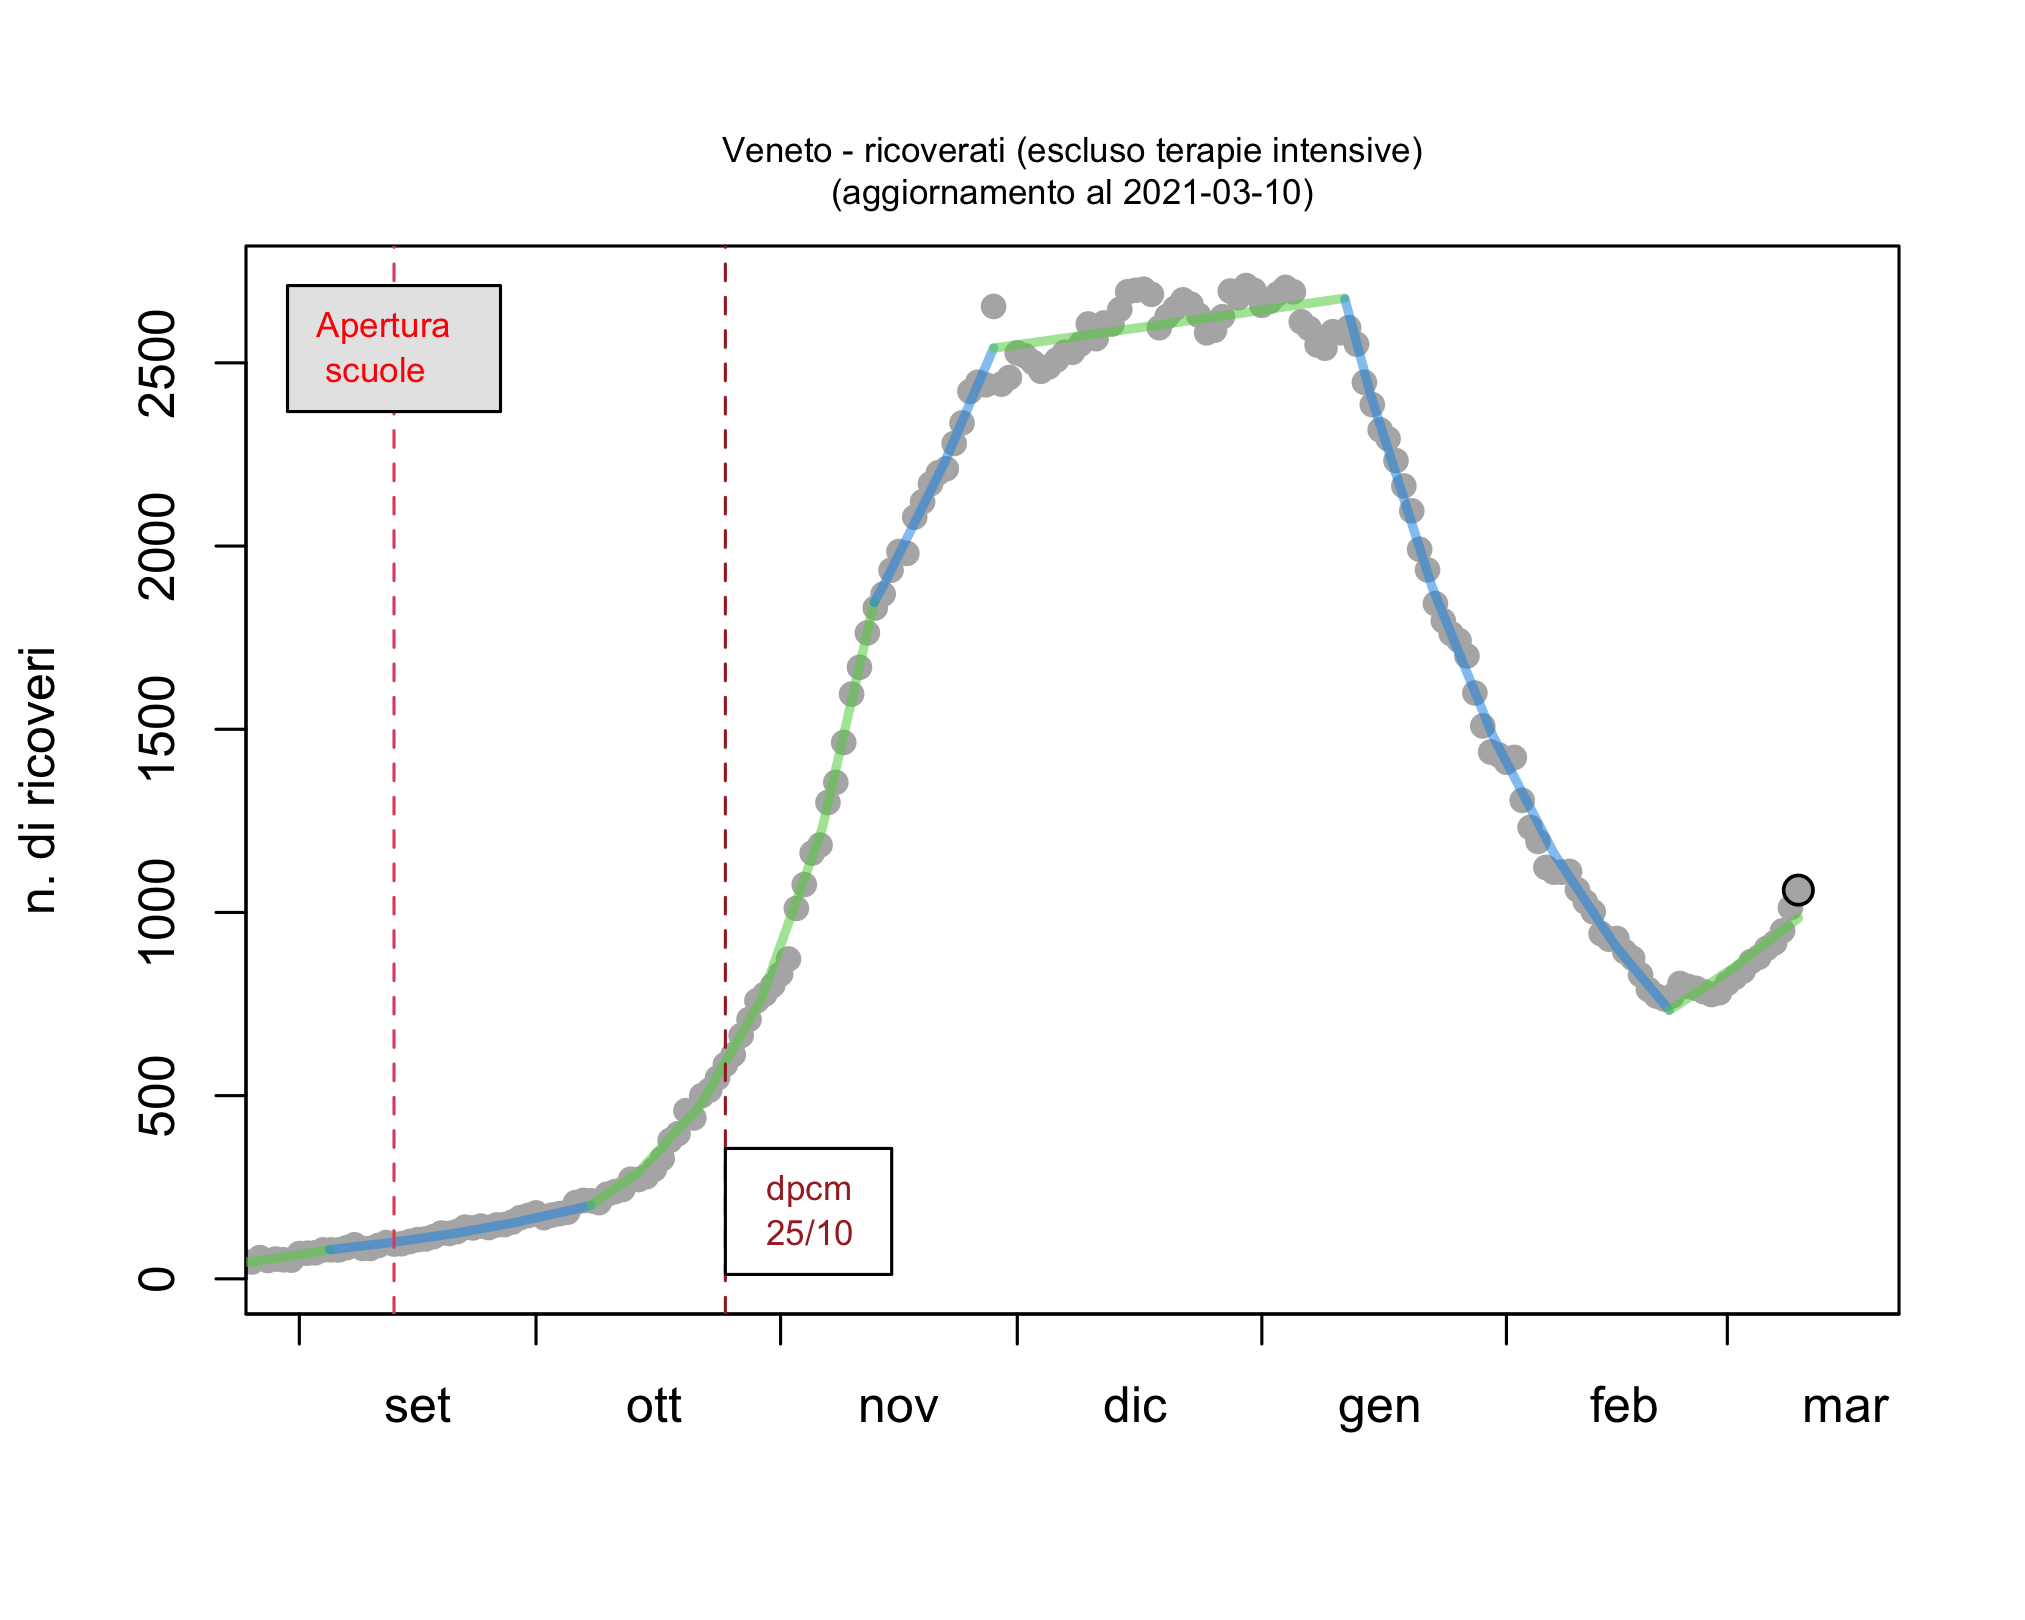 Veneto - ricoverati (escluso terapie intensive)
(aggiornamento al 2021-03-10)
Apertura
scuole
dpcm
25/10
n. di ricoveri
2500
2000
1500
1000
500
0
set ott nov dic gen feb mar